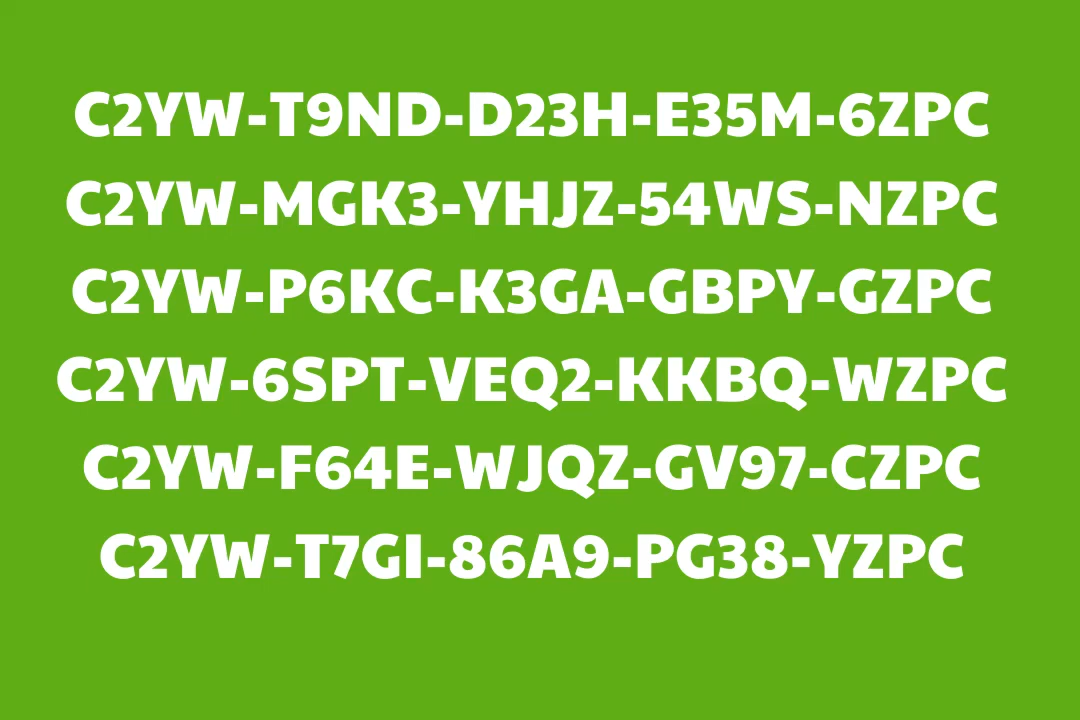 C2YW-T9ND-D23H-E35M-6ZPC
C2YW-MGK3-YHJZ-54WS-NZPC
C2YW-P6KC-K3GA-GBPY-GZPC
C2YW-6SPT-VEQ2-KKBQ-WZPC
C2YW-F64E-WJQZ-GV97-CZPC
C2YW-T7GI-86A9-PG38-YZPC